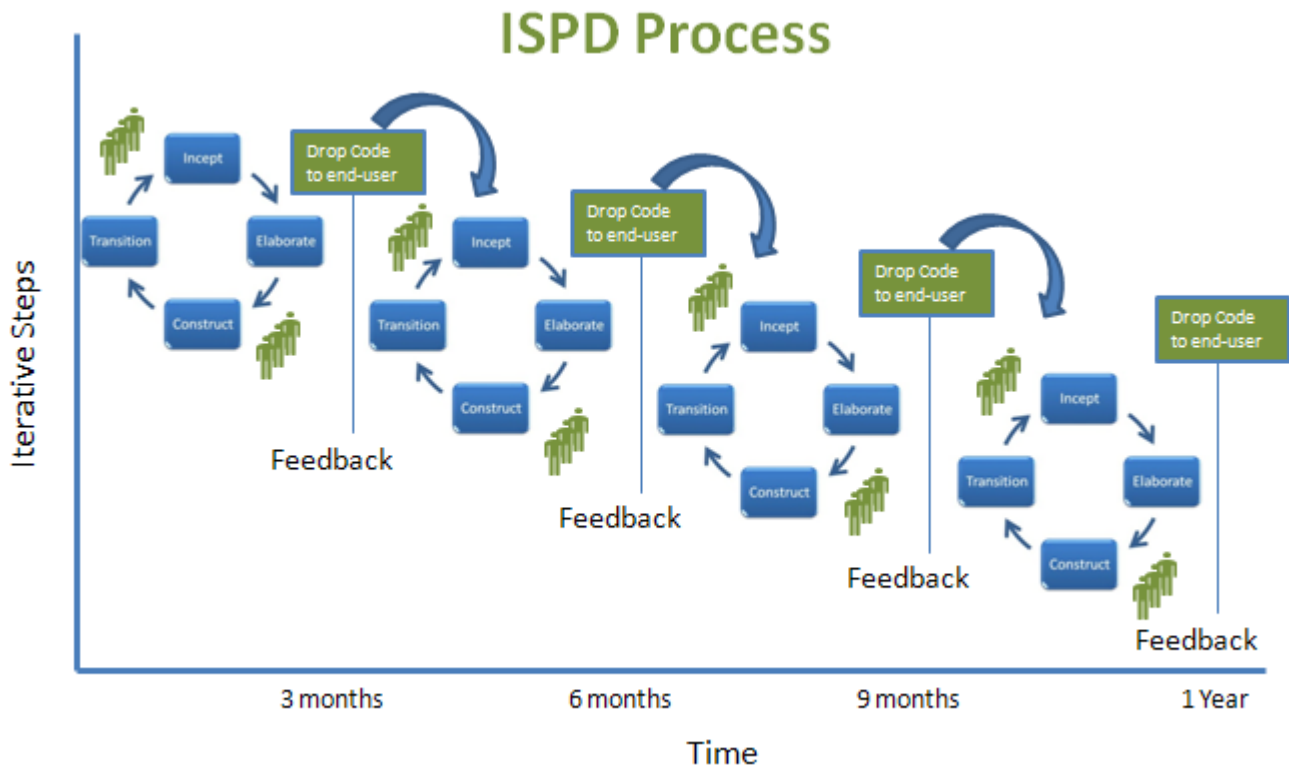 ISPD Process
Iterative Steps
Incept
Elaborate
Construct
Transition
Drop Code
to end-user
Feedback
Incept
Elaborate
Construct
Transition
Drop Code
to end-user
Feedback
Incept
Elaborate
Construct
Transition
Drop Code
to end-user
Feedback
Incept
Elaborate
Construct
Transition
Drop Code
to end-user
Feedback
3 months
6 months
9 months
1 Year
Time